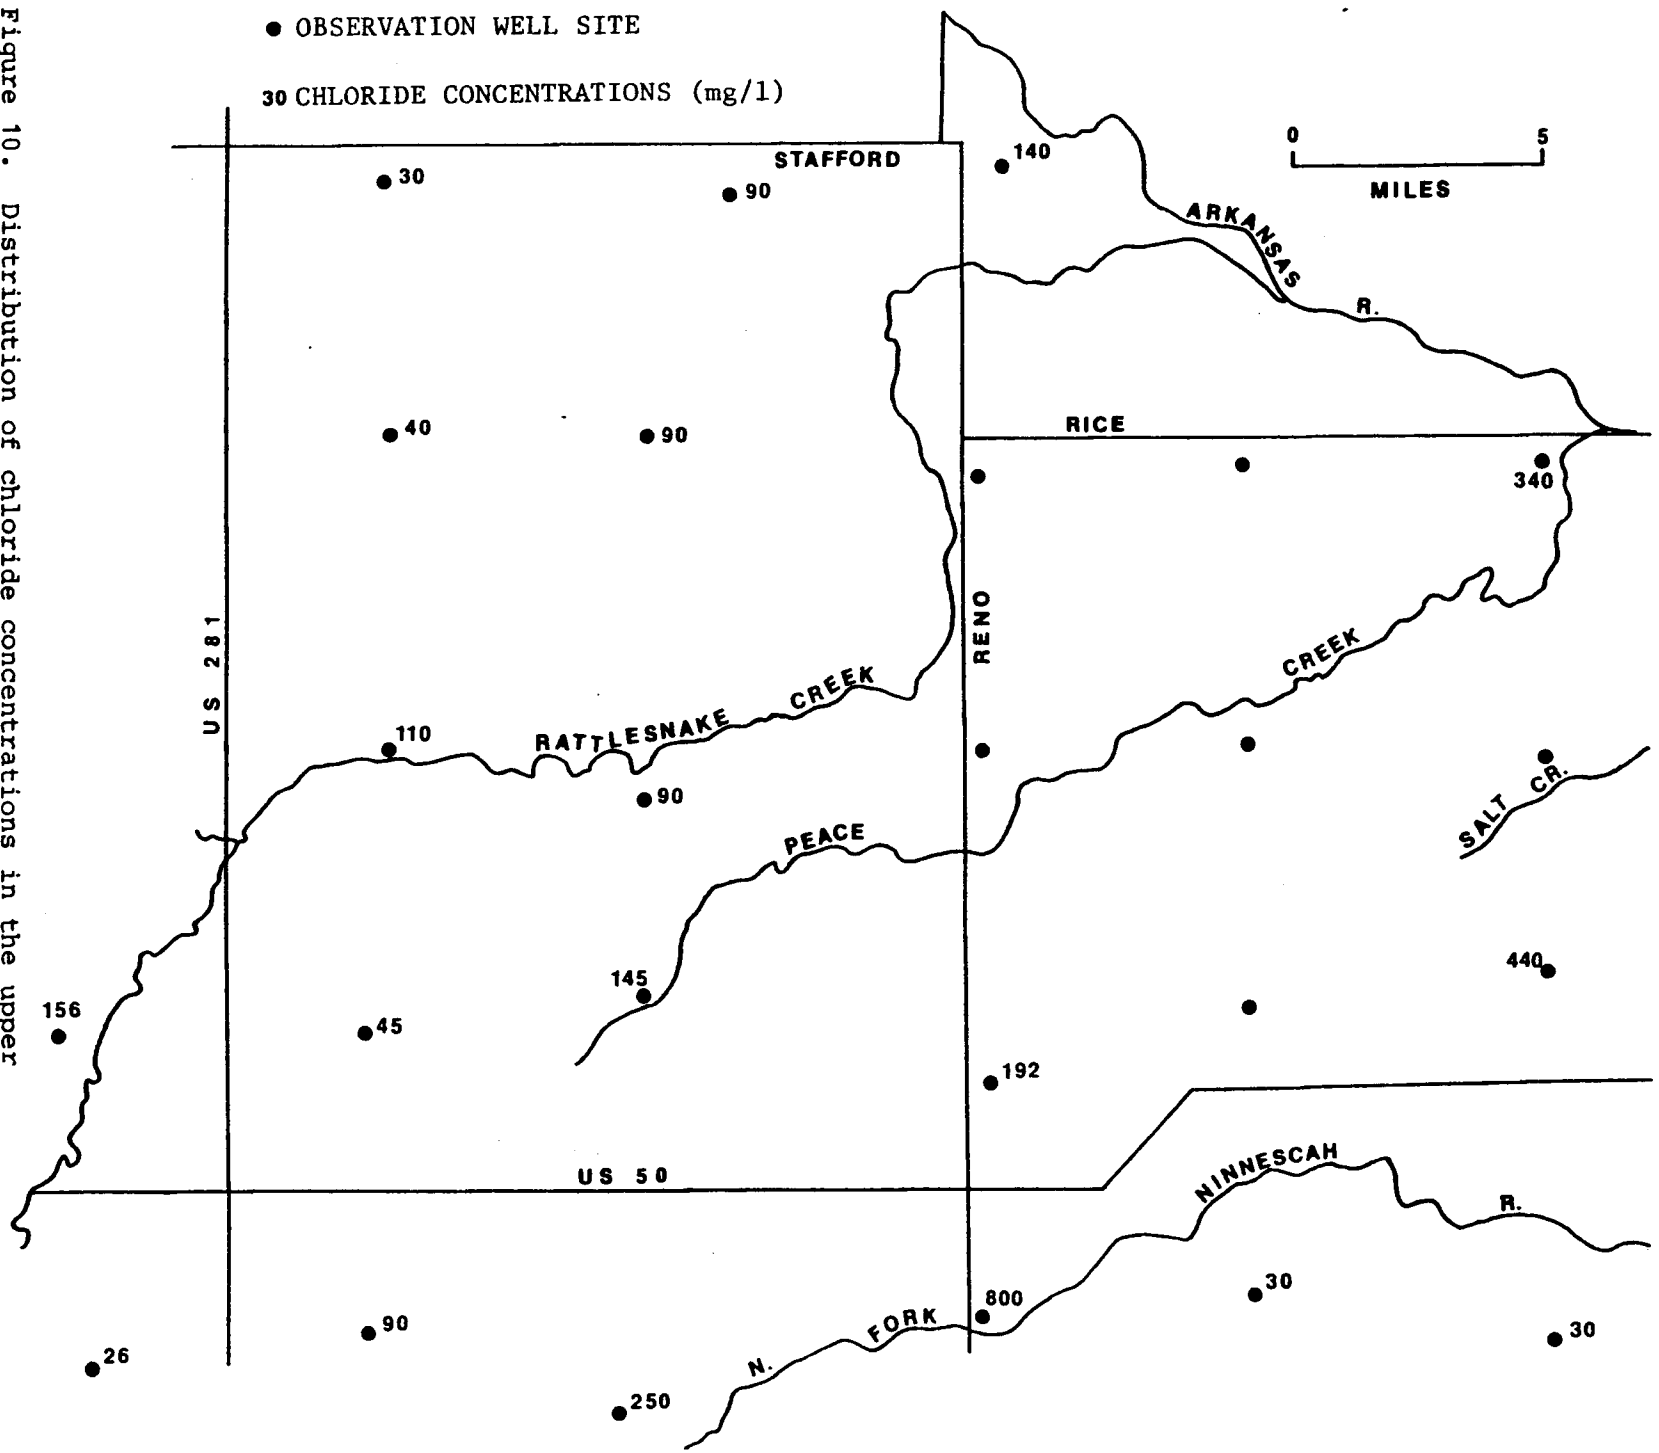 ● OBSERVATION WELL SITE
30 CHLORIDE CONCENTRATIONS (mg/l)
STAFFORD
140
0 5
MILES
30
90
ARKANSAS R.
40
90
RICE
340
US 281
RENO
CREEK
RATTLESNAKE CREEK
110
90
PEACE
SALT CR.
145
440
156
45
192
US 50
NINNESCAH R.
30
800
N. FORK
90
30
26
250
Figure 10. Distribution of chloride concentrations in the upper